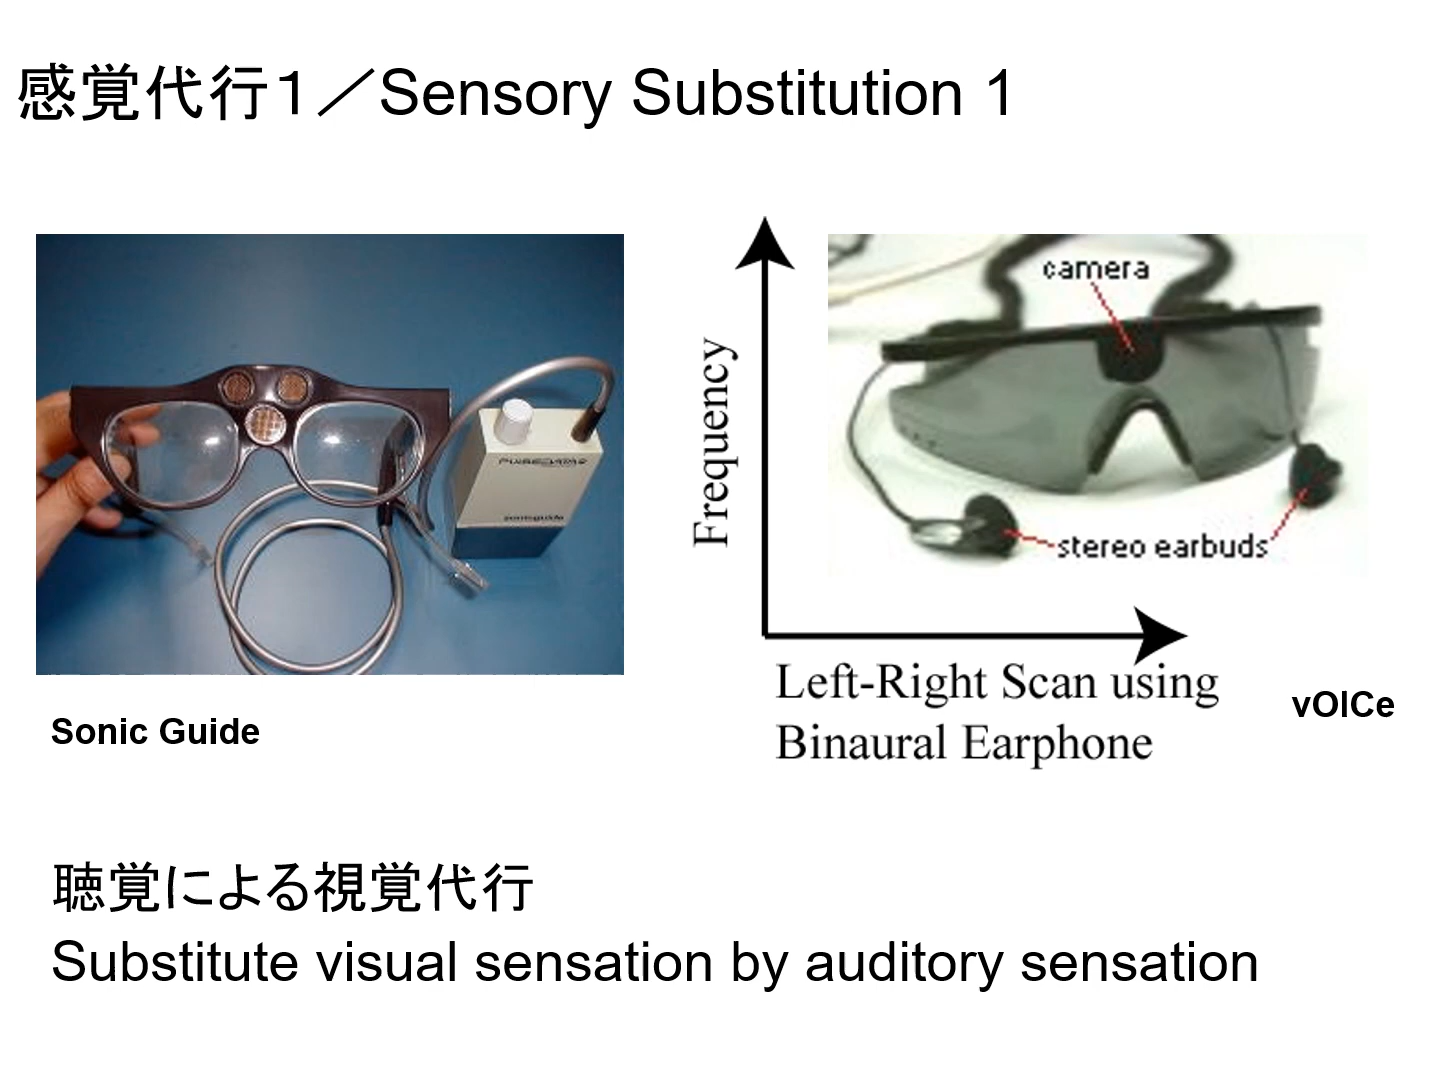 感覚代行１／Sensory Substitution 1
camera
stereo earbuds
Frequency
Left-Right Scan using
Binaural Earphone
sonicguide
Sonic Guide
vOICe
聴覚による視覚代行
Substitute visual sensation by auditory sensation